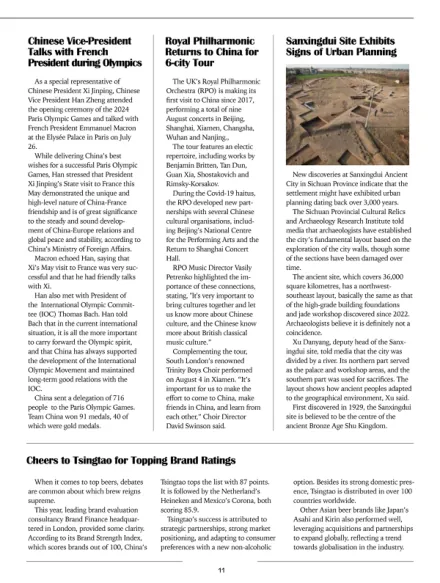 Chinese Vice-President
Talks with French
President during Olympics
As a special representative of
Chinese President Xi Jinping, Chinese
Vice President Han Zheng attended
the opening ceremony of the 2024
Paris Olympic Games and talked with
French President Emmanuel Macron
at the Elysée Palace in Paris on July
26.
While delivering China's best
wishes for a successful Paris Olympic
Games, Han stressed that President
Xi Jinping's State visit to France this
May demonstrated the unique and
high-level nature of China-France
friendship and is of great significance
to the steady and sound develop-
ment of China-Europe relations and
global peace and stability, according to
China's Ministry of Foreign Affairs.
Macron echoed Han, saying that
Xi's May visit to France was very suc-
cessful and that he had friendly talks
with Xi.
Han also met with President of
the International Olympic Commit-
tee (IOC) Thomas Bach. Han told
Bach that in the current international
situation, it is all the more important
to carry forward the Olympic spirit,
and that China has always supported
the development of the International
Olympic Movement and maintained
long-term good relations with the
IOC.
China sent a delegation of 716
people to the Paris Olympic Games.
Team China won 91 medals, 40 of
which were gold medals.
Royal Philharmonic
Returns to China for
6-city Tour
The UK's Royal Philharmonic
Orchestra (RPO) is making its
first visit to China since 2017,
performing a total of nine
August concerts in Beijing,
Shanghai, Xiamen, Changsha,
Wuhan and Nanjing.,
The tour features an electic
repertoire, including works by
Benjamin Britten, Tan Dun,
Guan Xia, Shostakovich and
Rimsky-Korsakov.
During the Covid-19 haitus,
the RPO developed new part-
nerships with several Chinese
cultural organisations, includ-
ing Beijing's National Centre
for the Performing Arts and the
Return to Shanghai Concert
Hall.
RPO Music Director Vasily
Petrenko highlighted the im-
portance of these connections,
stating, "It's very important to
bring cultures together and let
us know more about Chinese
culture, and the Chinese know
more about British classical
music culture."
Complementing the tour,
South London's renowned
Trinity Boys Choir performed
on August 4 in Xiamen. "It's
important for us to make the
effort to come to China, make
friends in China, and learn from
each other," Choir Director
David Swinson said.
Sanxingdui Site Exhibits
Signs of Urban Planning
New discoveries at Sanxingdui Ancient
City in Sichuan Province indicate that the
settlement might have exhibited urban
planning dating back over 3,000 years.
The Sichuan Provincial Cultural Relics
and Archaeology Research Institute told
media that archaeologists have established
the city's fundamental layout based on the
exploration of the city walls, though some
of the sections have been damaged over
time.
The ancient site, which covers 36,000
square kilometres, has a northwest-
southeast layout, basically the same as that
of the high-grade building foundations
and jade workshop discovered since 2022.
Archaeologists believe it is definitely not a
coincidence.
Xu Danyang, deputy head of the Sanx-
ingdui site, told media that the city was
divided by a river. Its northern part served
as the palace and workshop areas, and the
southern part was used for sacrifices. The
layout shows how ancient peoples adapted
to the geographical environment, Xu said.
First discovered in 1929, the Sanxingdui
site is believed to be the centre of the
ancient Bronze Age Shu Kingdom.
Cheers to Tsingtao for Topping Brand Ratings
When it comes to top beers, debates
are common about which brew reigns
supreme.
This year, leading brand evaluation
consultancy Brand Finance headquar-
tered in London, provided some clarity.
According to its Brand Strength Index,
which scores brands out of 100, China's
Tsingtao tops the list with 87 points.
It is followed by the Netherland's
Heineken and Mexico's Corona, both
scoring 85.9.
Tsingtao's success is attributed to
strategic partnerships, strong market
positioning, and adapting to consumer
preferences with a new non-alcoholic
option. Besides its strong domestic pres-
ence, Tsingtao is distributed in over 100
countries worldwide.
Other Asian beer brands like Japan's
Asahi and Kirin also performed well,
leveraging acquisitions and partnerships
to expand globally, reflecting a trend
towards globalisation in the industry.
11